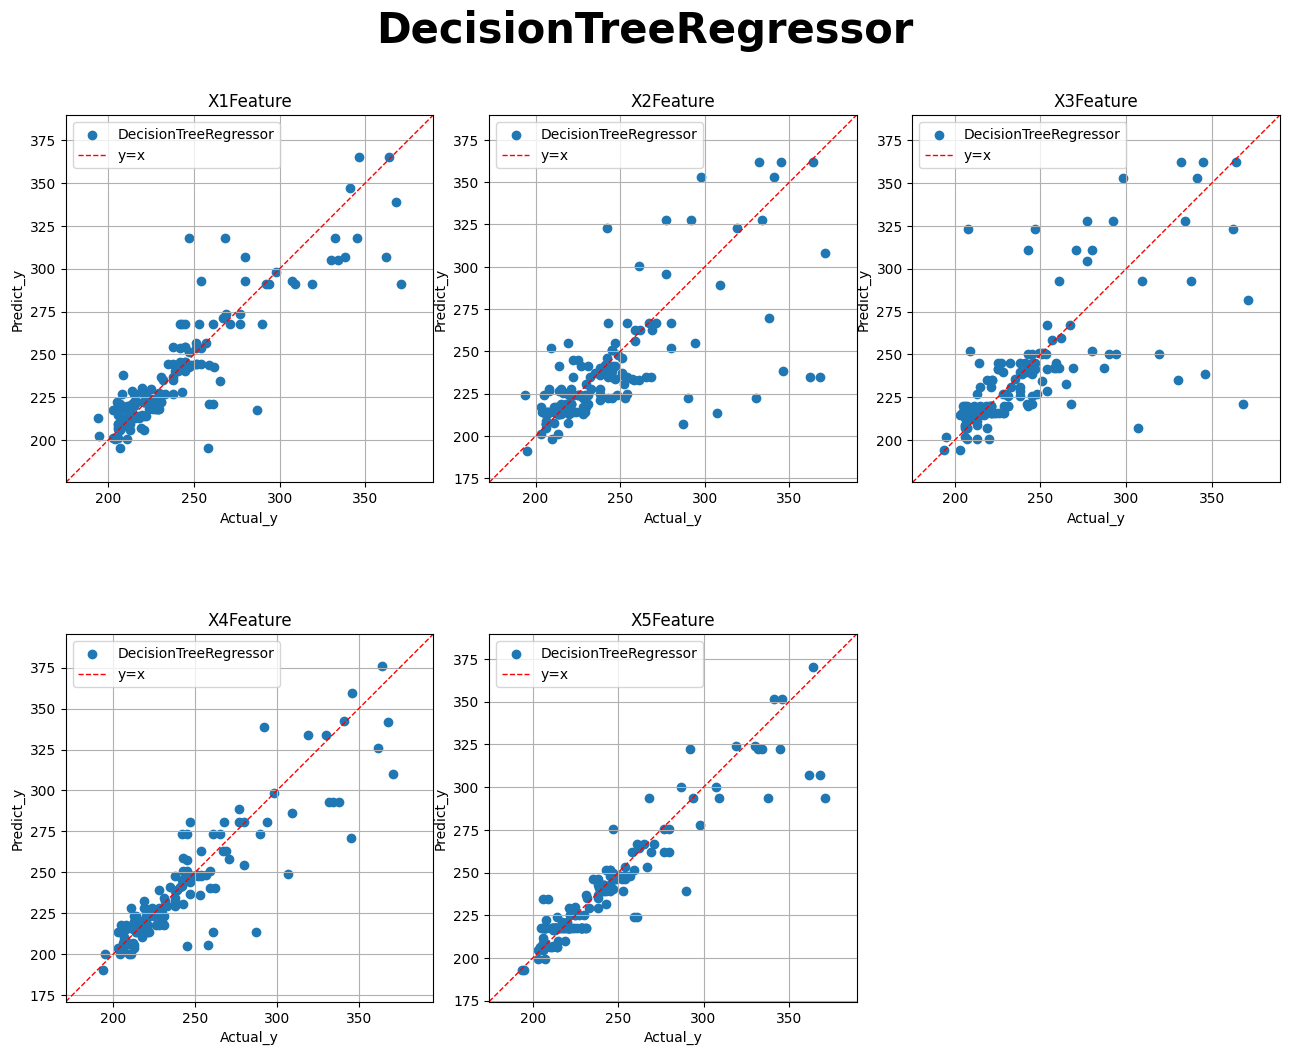 DecisionTreeRegressor
X1Feature
DecisionTreeRegressor
y=x
375
350
325
300
275
250
225
200
Predict_y
200 250 300 350
Actual_y
X2Feature
DecisionTreeRegressor
y=x
375
350
325
300
275
250
225
200
175
Predict_y
200 250 300 350
Actual_y
X3Feature
DecisionTreeRegressor
y=x
375
350
325
300
275
250
225
200
Predict_y
200 250 300 350
Actual_y
X4Feature
DecisionTreeRegressor
y=x
375
350
325
300
275
250
225
200
175
Predict_y
200 250 300 350
Actual_y
X5Feature
DecisionTreeRegressor
y=x
375
350
325
300
275
250
225
200
175
Predict_y
200 250 300 350
Actual_y